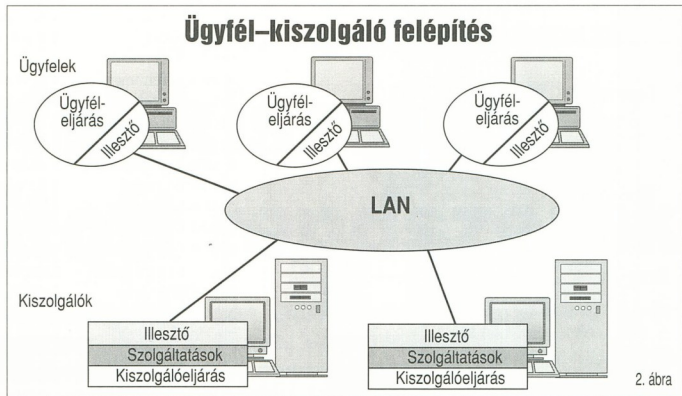 Ügyfél–kiszolgáló felépítés
Ügyfelek
Ügyfél-
eljárás
Illesztő
Ügyfél-
eljárás
Illesztő
Ügyfél-
eljárás
Illesztő
LAN
Kiszolgálók
Illesztő
Szolgáltatások
Kiszolgálóeljárás
Illesztő
Szolgáltatások
Kiszolgálóeljárás
2. ábra